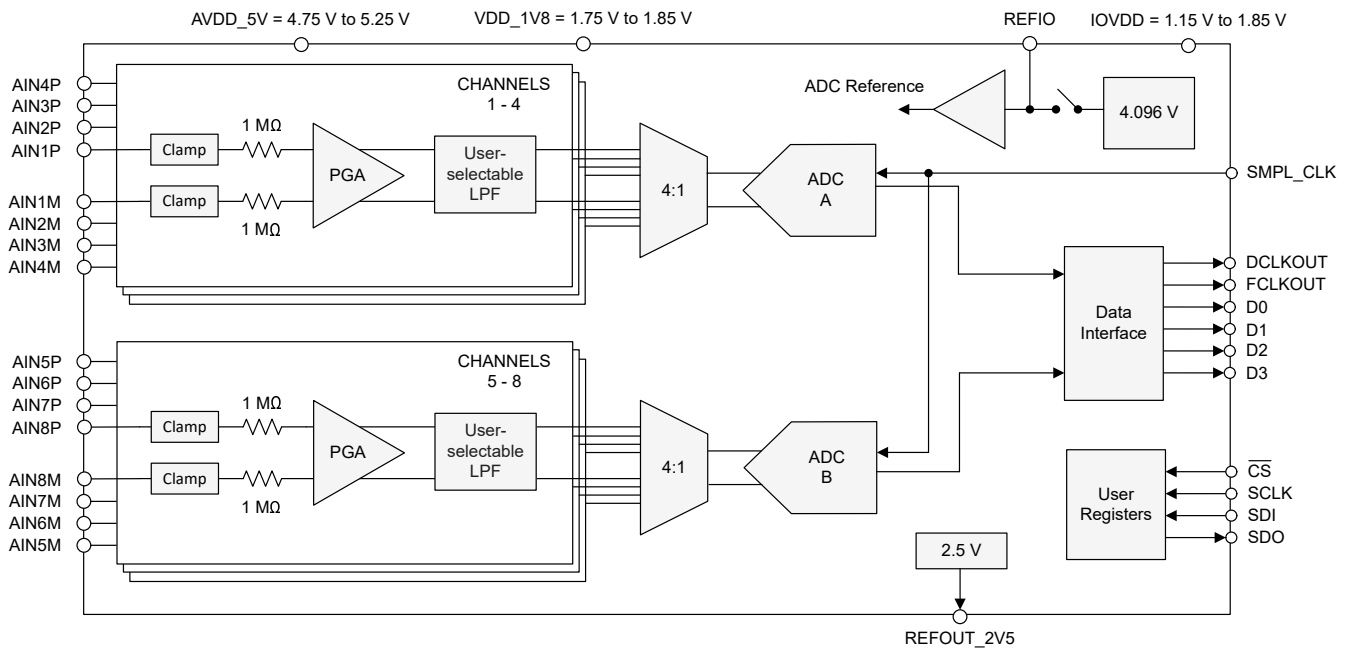 AVDD_5V = 4.75 V to 5.25 V
VDD_1V8 = 1.75 V to 1.85 V
REFIO
IOVDD = 1.15 V to 1.85 V
AIN4P
AIN3P
AIN2P
AIN1P
AIN1M
AIN2M
AIN3M
AIN4M
CHANNELS
1 - 4
1 MΩ
Clamp
Clamp
1 MΩ
PGA
User-
selectable
LPF
4:1
ADC
A
ADC Reference
4.096 V
SMPL_CLK
Data
Interface
DCLKOUT
FCLKOUT
D0
D1
D2
D3
AIN5P
AIN6P
AIN7P
AIN8P
AIN8M
AIN7M
AIN6M
AIN5M
CHANNELS
5 - 8
1 MΩ
Clamp
Clamp
1 MΩ
PGA
User-
selectable
LPF
4:1
ADC
B
User
Registers
C̅S̅
SCLK
SDI
SDO
2.5 V
REFOUT_2V5